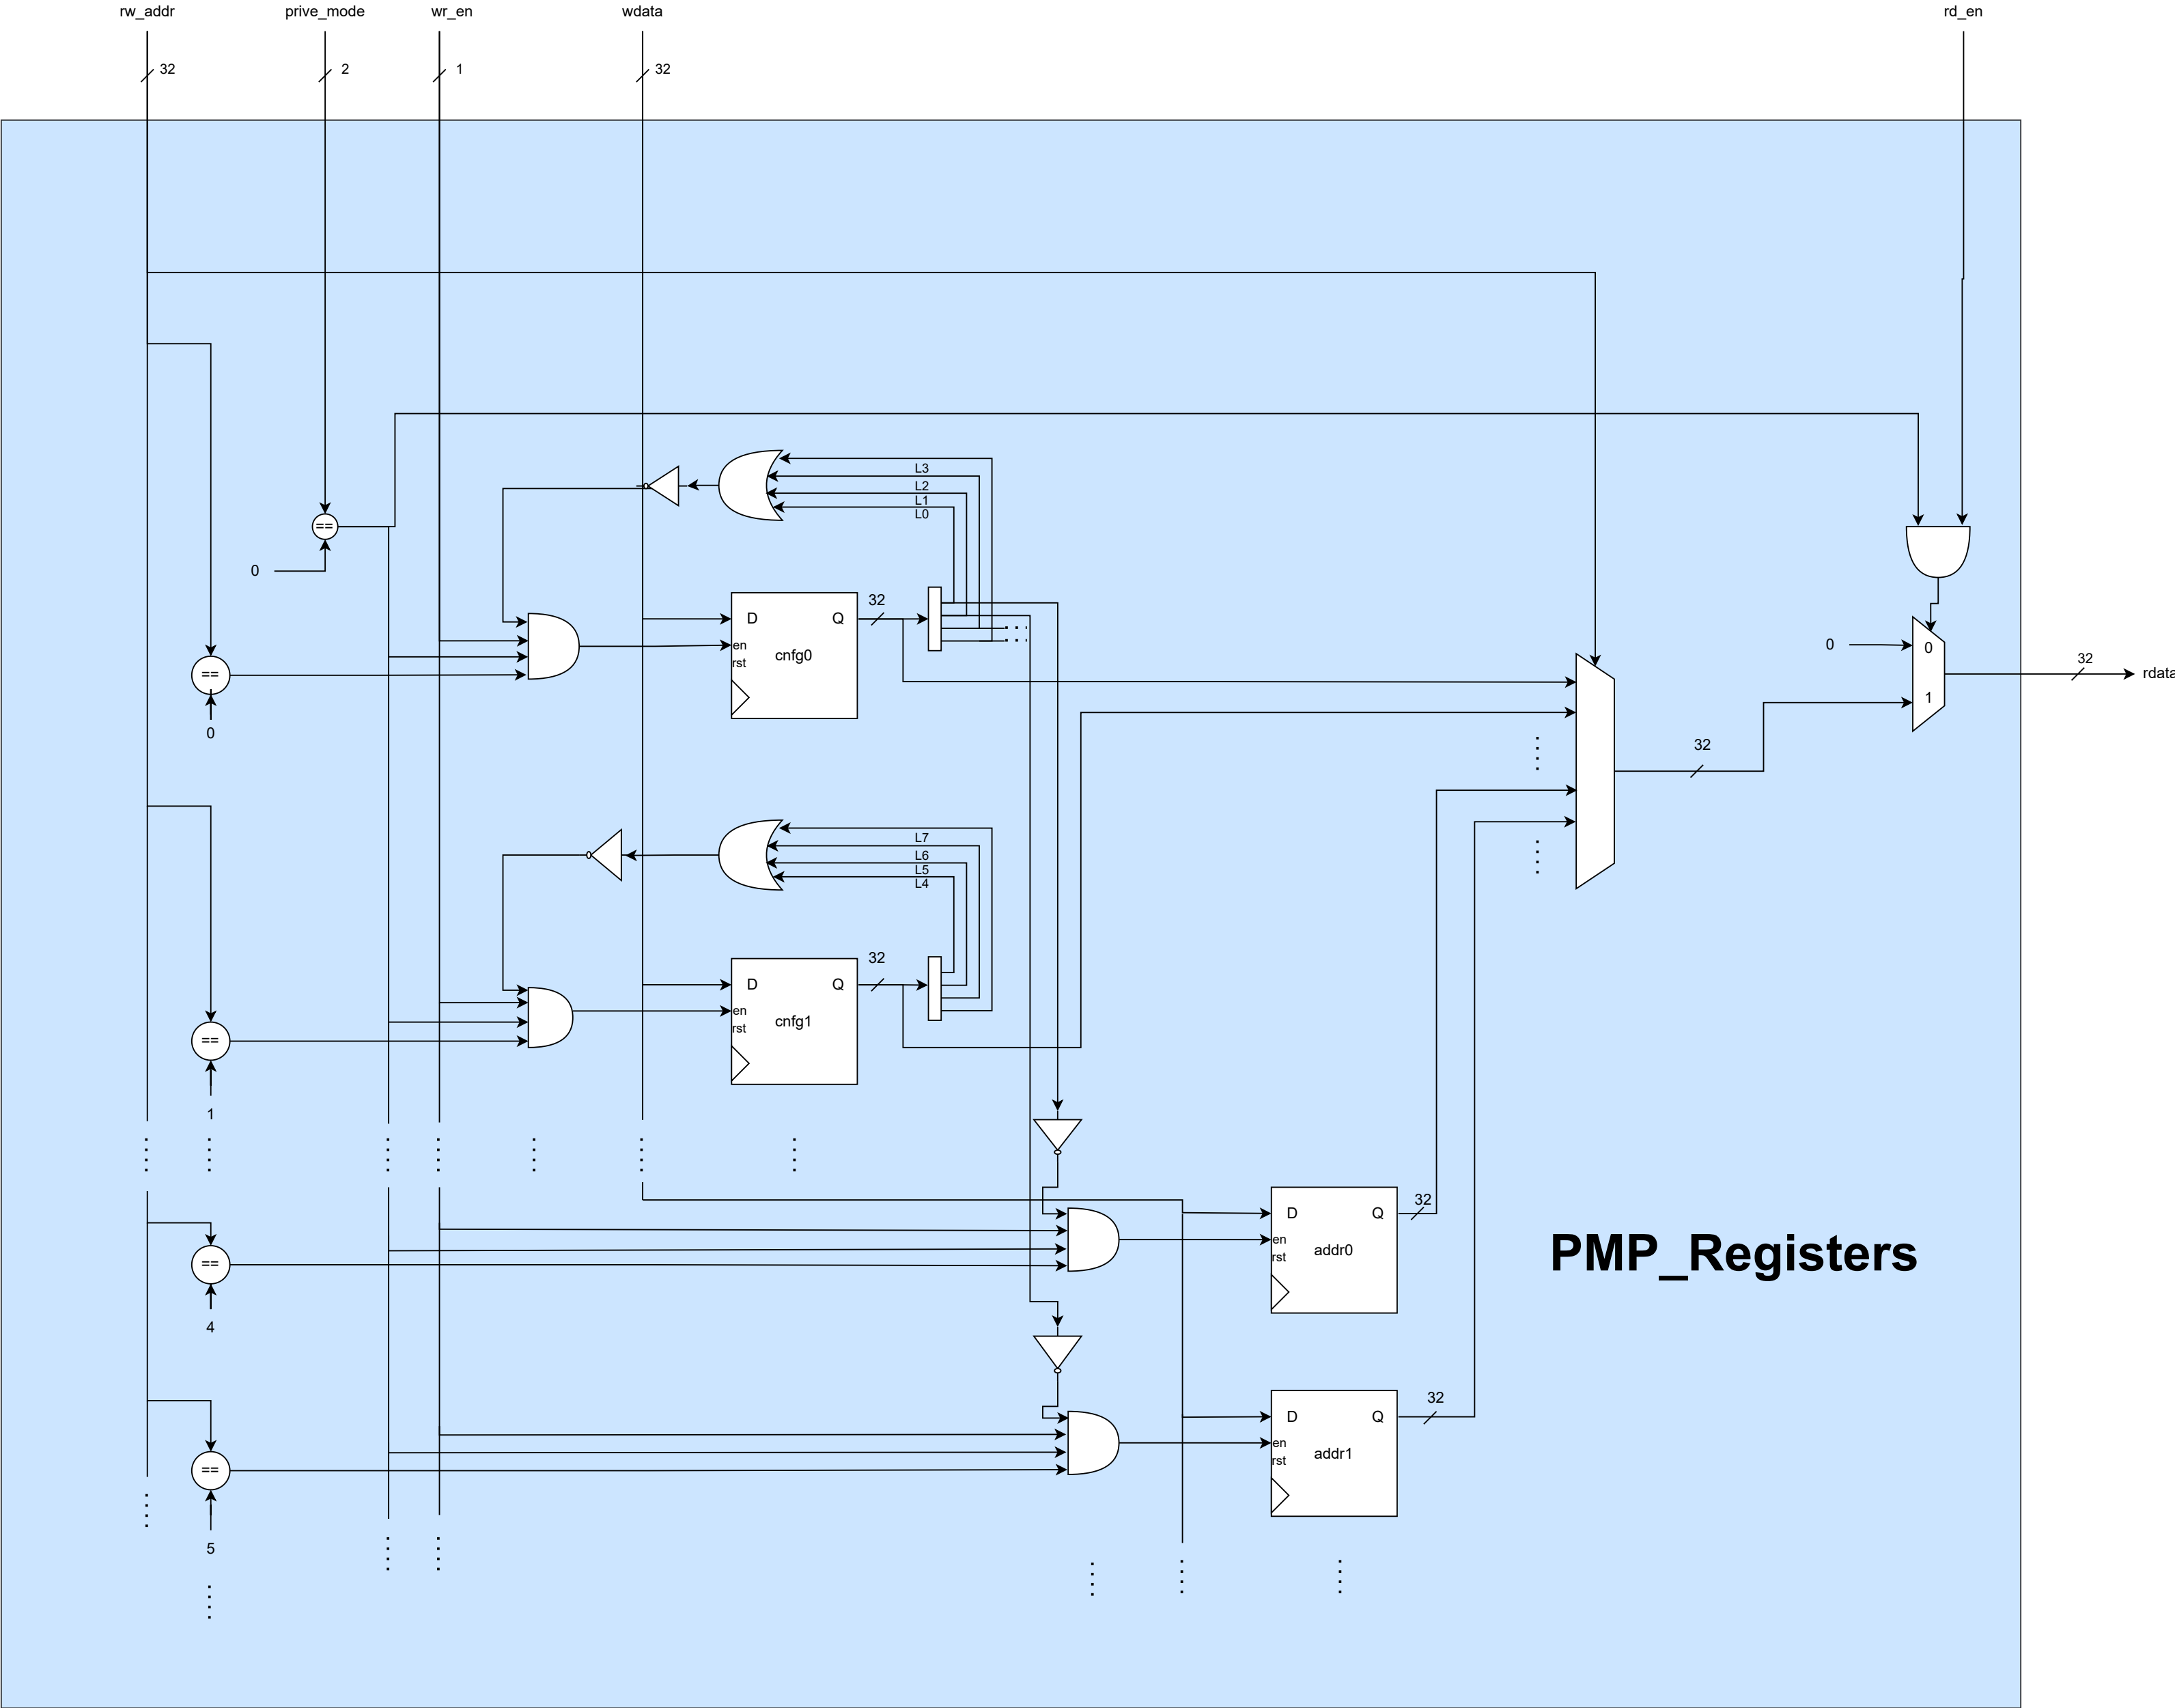 rw_addr prive_mode wr_en wdata rd_en
32 2 1 32
L3
L2
L1
L0
==
0
32
D Q
en
rst
cnfg0
==
0
0
0
1
32
rdata
32
L7
L6
L5
L4
32
D Q
en
rst
cnfg1
==
1
32
D Q
en
rst
addr0
PMP_Registers
==
4
32
D Q
en
rst
addr1
==
5